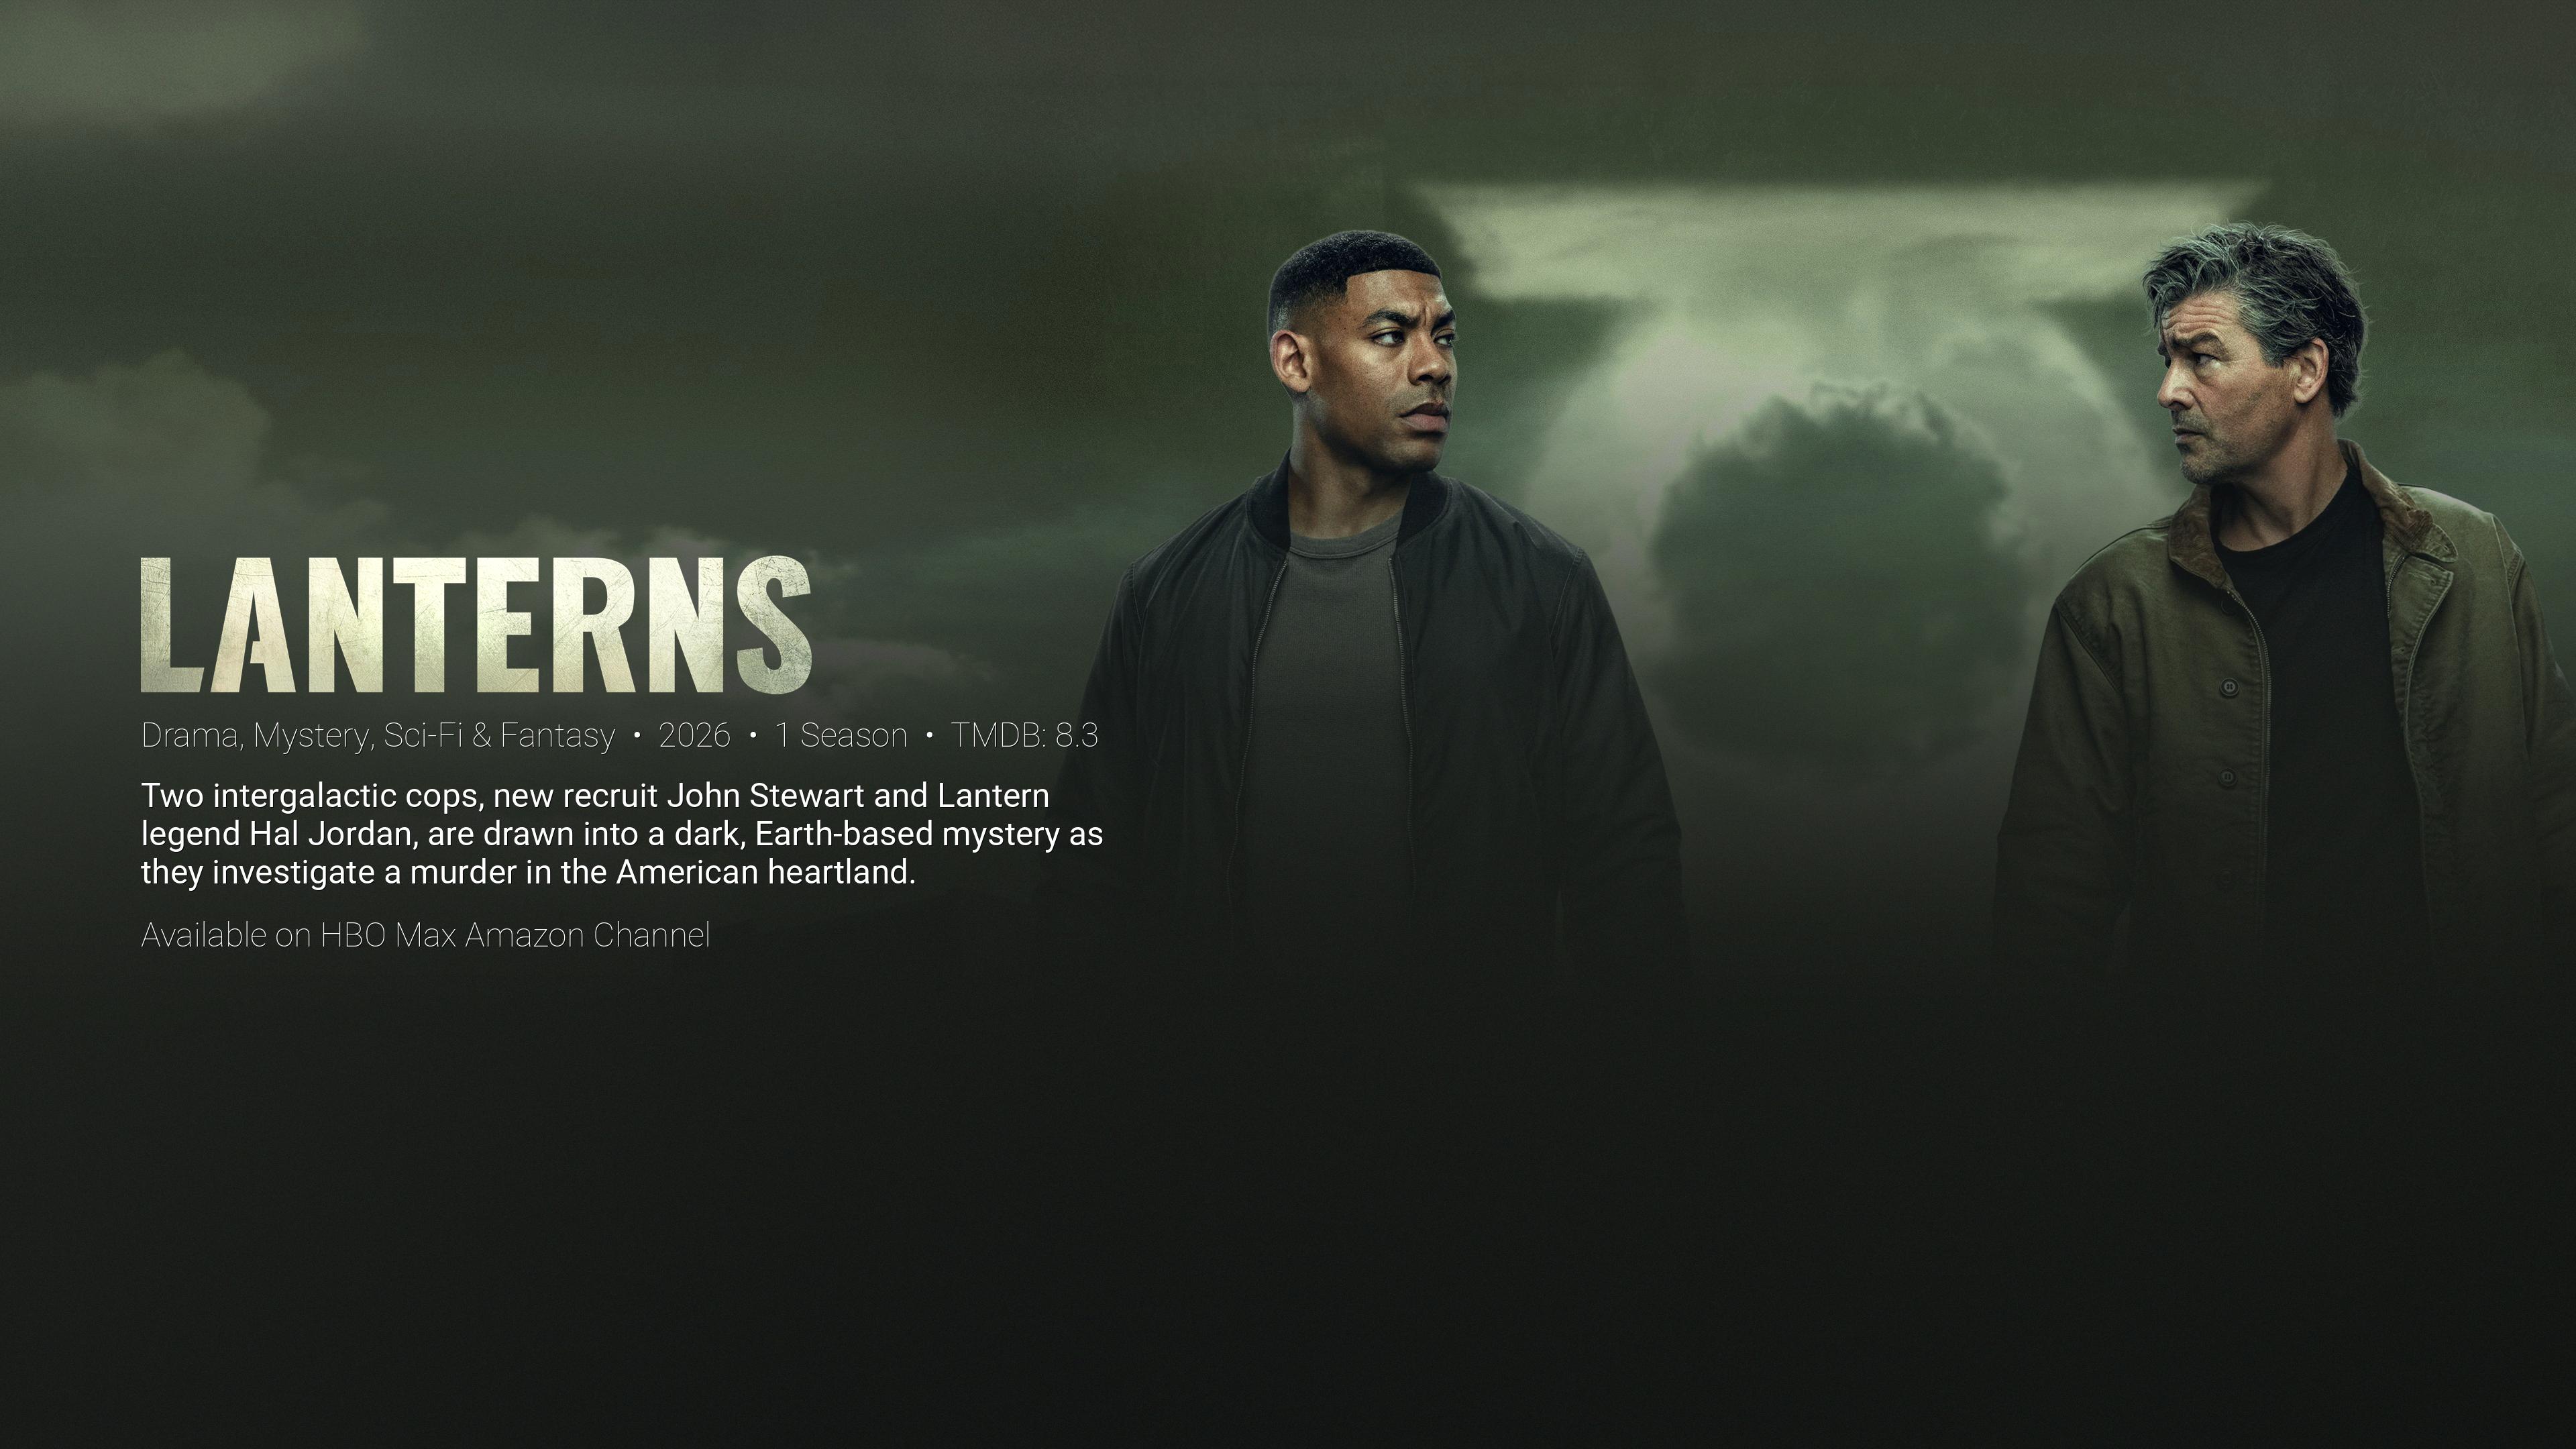 LANTERNS
Drama, Mystery, Sci-Fi & Fantasy • 2026 • 1 Season • TMDB: 8.3
Two intergalactic cops, new recruit John Stewart and Lantern
legend Hal Jordan, are drawn into a dark, Earth-based mystery as
they investigate a murder in the American heartland.
Available on HBO Max Amazon Channel